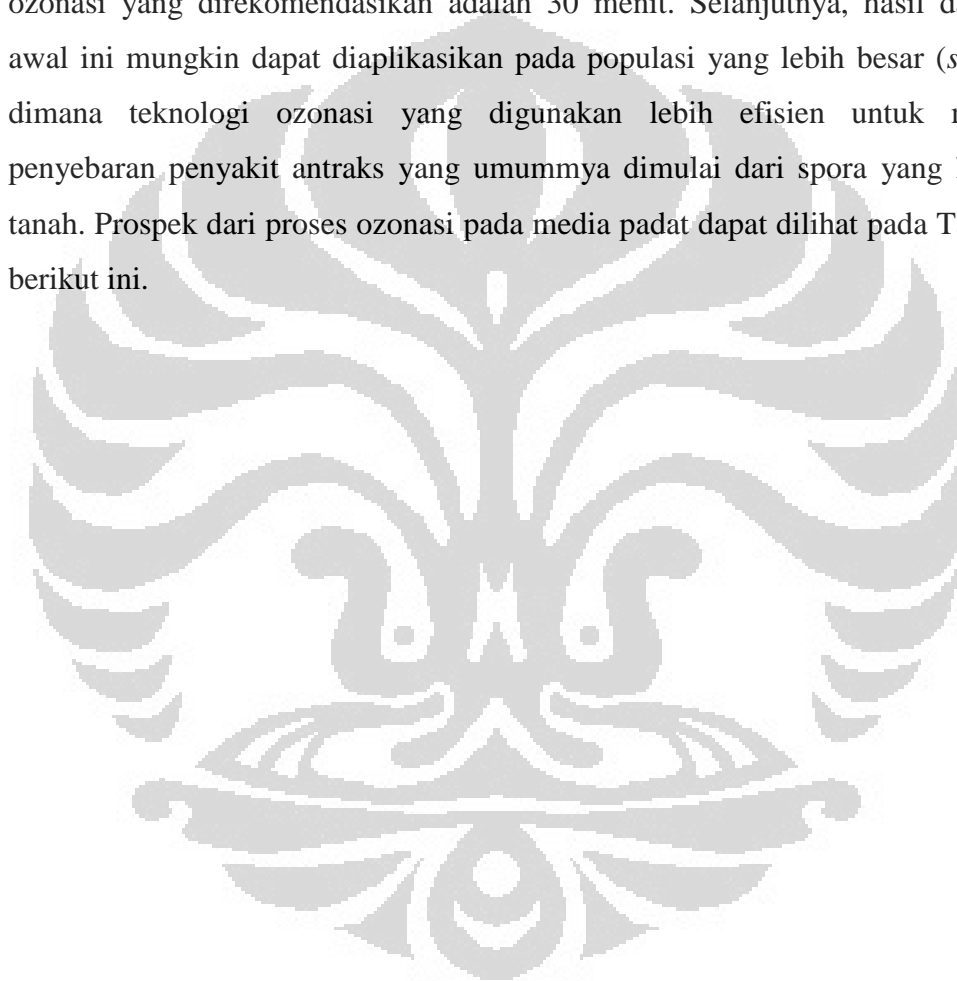 ozonasi yang direkomendasikan adalah 30 menit. Selanjutnya, hasil
awal ini mungkin dapat diaplikasikan pada populasi yang lebih besar (
dimana teknologi ozonasi yang digunakan lebih efisien untuk
penyebaran penyakit antraks yang umummya dimulai dari spora yang
tanah. Prospek dari proses ozonasi pada media padat dapat dilihat pada
berikut ini.